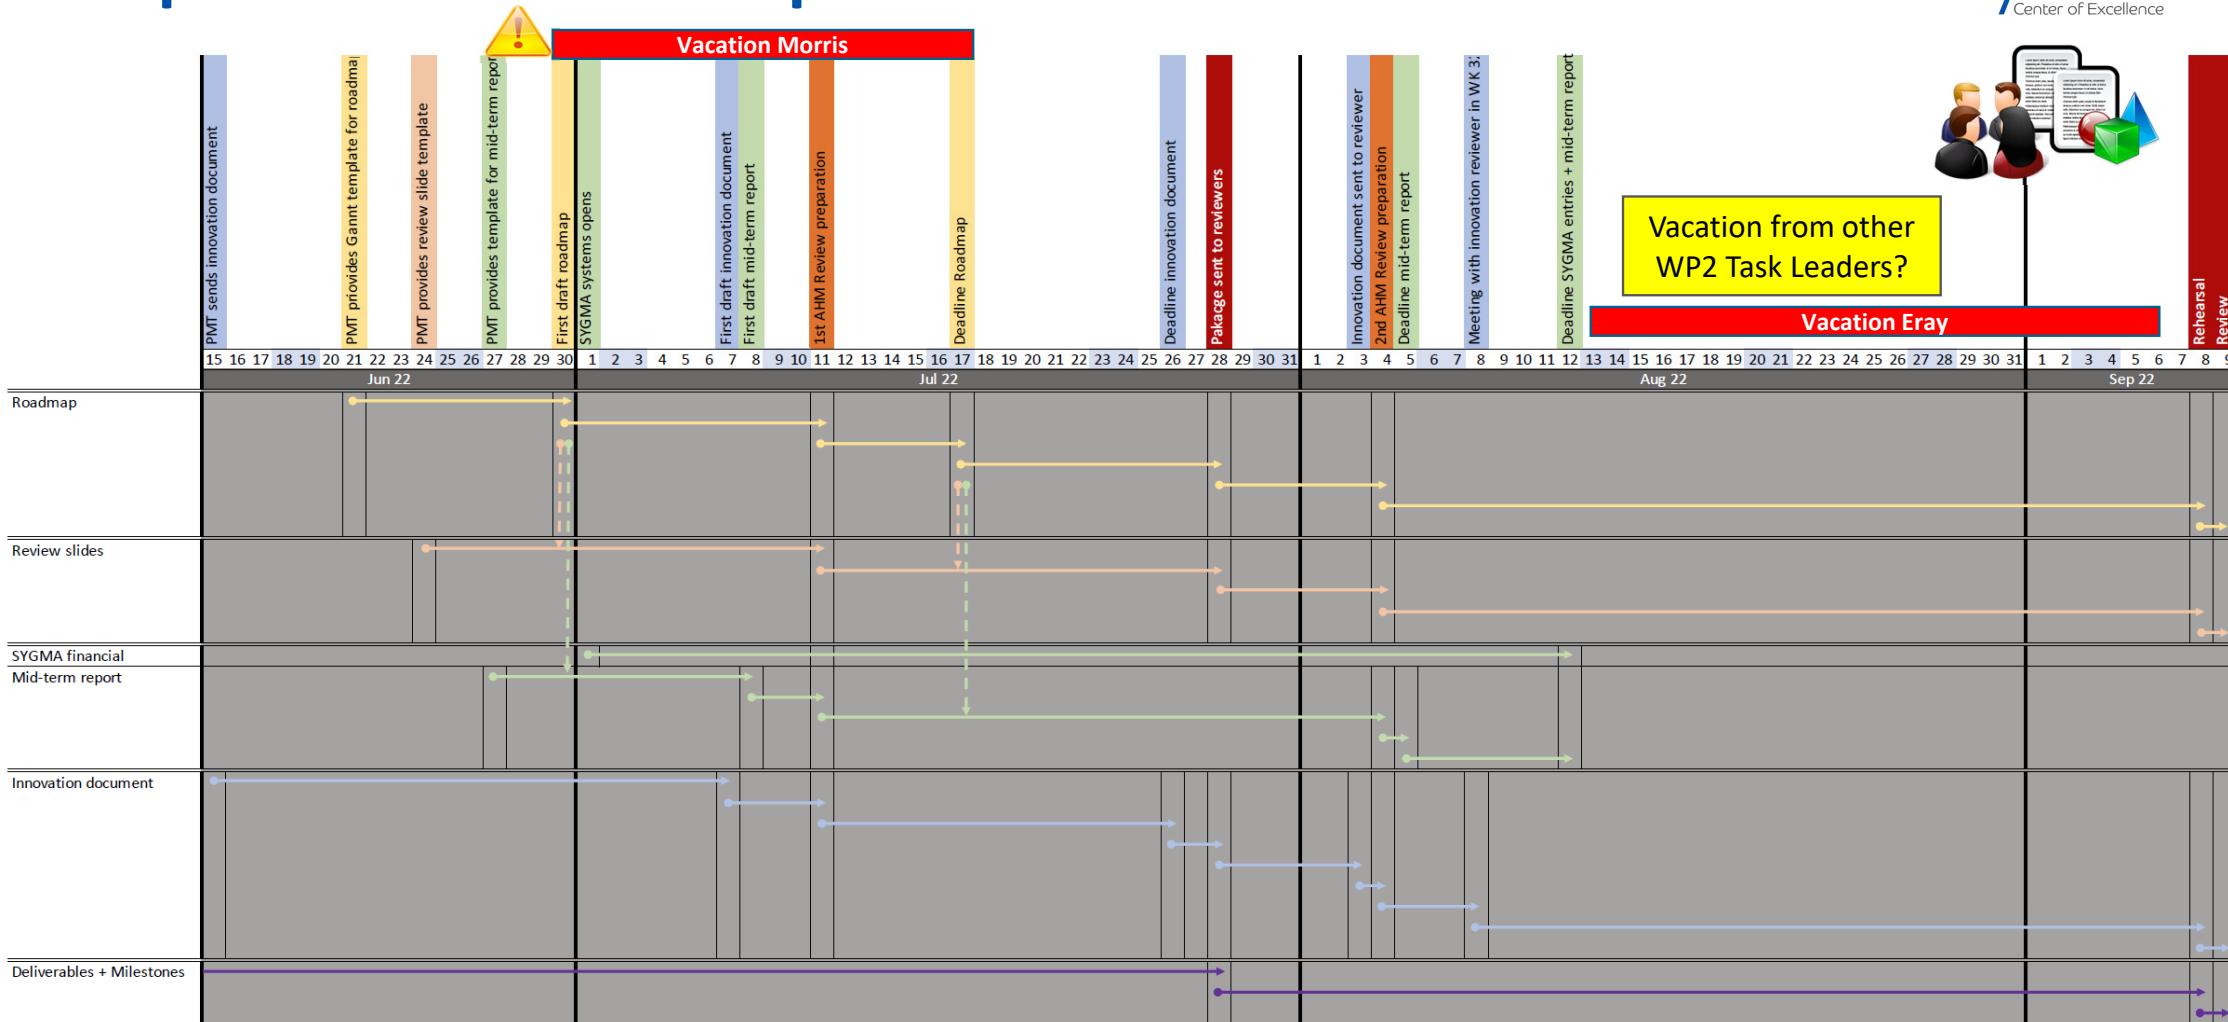 Center of Excellence
Vacation Morris
PMT sends innovation document
PMT priovides Gannt template for roadmap
PMT provides review slide template
PMT provides template for mid-term repor
First draft roadmap
SYGMA systems opens
First draft innovation document
First draft mid-term report
1st AHM Review preparation
Deadline Roadmap
Deadline innovation document
Pakacge sent to reviewers
Innovation document sent to reviewer
2nd AHM Review preparation
Deadline mid-term report
Meeting with innovation reviewer in WK 3
Deadline SYGMA entries + mid-term report
Vacation from other
WP2 Task Leaders?
Vacation Eray
Rehearsal
Review
15 16 17 18 19 20 21 22 23 24 25 26 27 28 29 30 1 2 3 4 5 6 7 8 9 10 11 12 13 14 15 16 17 18 19 20 21 22 23 24 25 26 27 28 29 30 31 1 2 3 4 5 6 7 8 9 10 11 12 13 14 15 16 17 18 19 20 21 22 23 24 25 26 27 28 29 30 31 1 2 3 4 5 6 7 8 9
Jun 22 Jul 22 Aug 22 Sep 22
Roadmap
Review slides
SYGMA financial
Mid-term report
Innovation document
Deliverables + Milestones